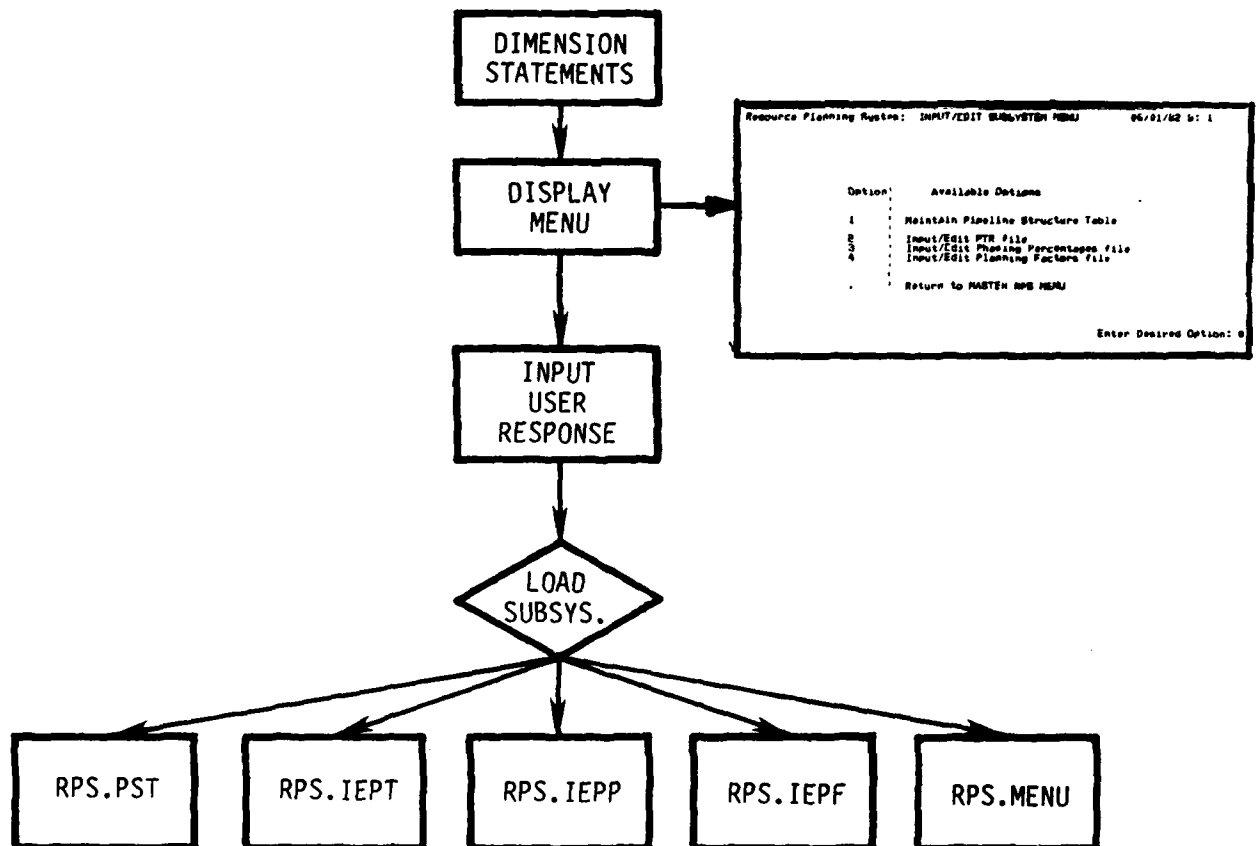 DIMENSION
STATEMENTS
DISPLAY
MENU
Resource Planning System: INPUT/EDIT SUBSYSTEM MENU
Option Available Options
1 Maintain Pipeline Structure Table
2 Input/Edit PTR file
3 Input/Edit Phasing Percentages file
4 Input/Edit Planning Factors file
. Return to MASTER RPS MENU
Enter Desired Option:
INPUT
USER
RESPONSE
LOAD
SUBSYS.
RPS.PST RPS.IEPT RPS.IEPP RPS.IEPF RPS.MENU